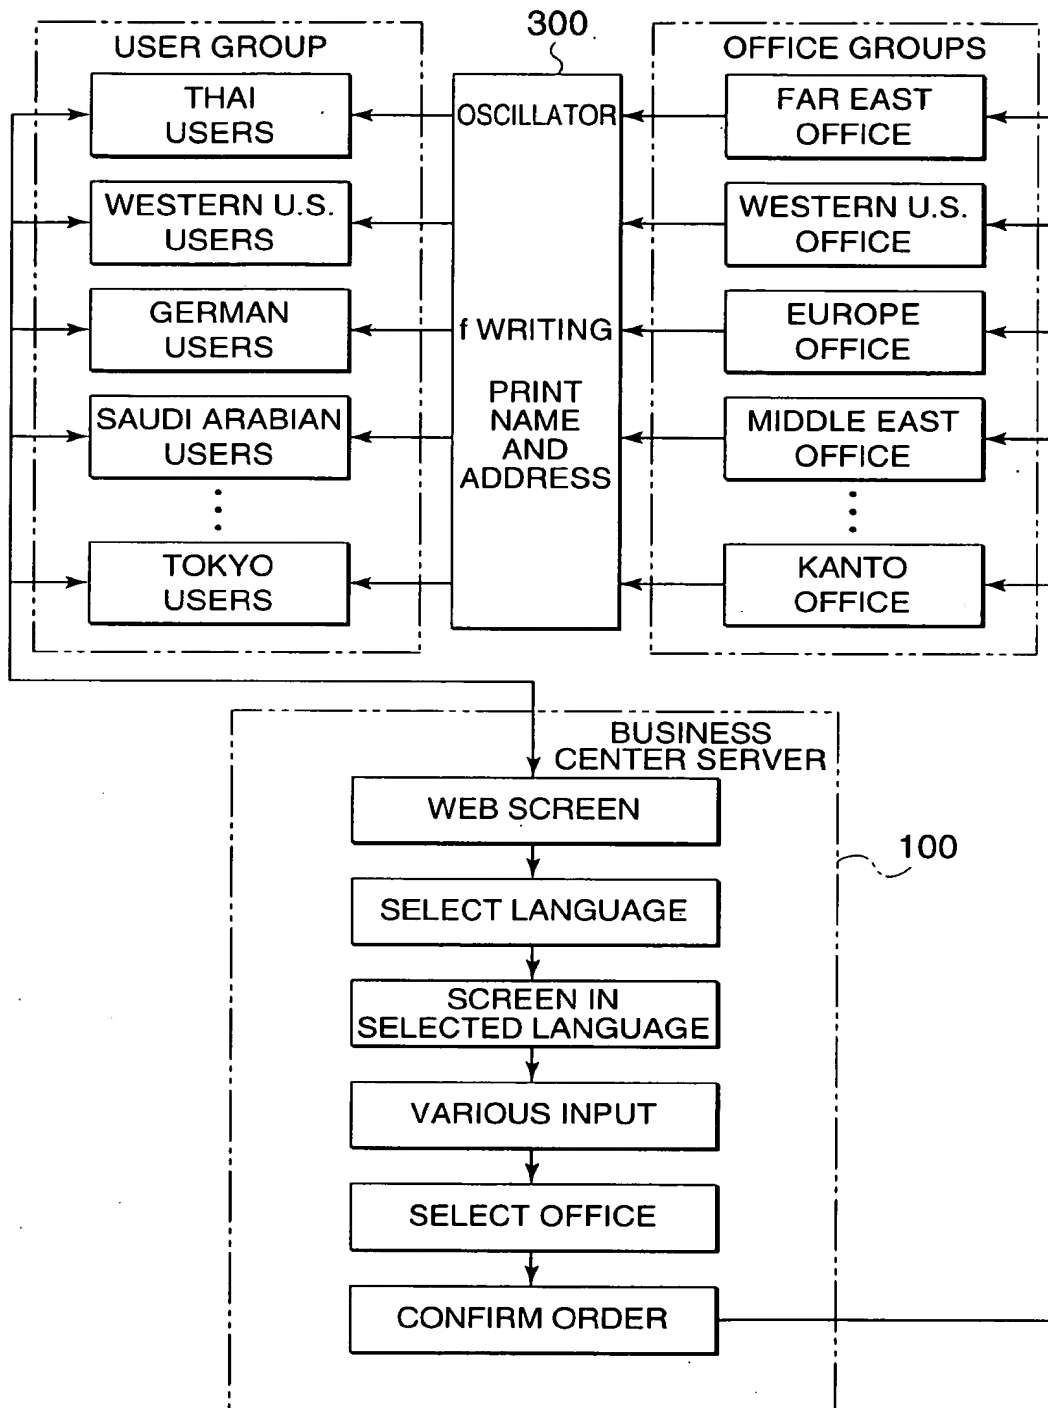 300
USER GROUP
THAI
USERS
WESTERN U.S.
USERS
GERMAN
USERS
SAUDI ARABIAN
USERS
TOKYO
USERS
OSCILLATOR
f WRITING
PRINT
NAME
AND
ADDRESS
OFFICE GROUPS
FAR EAST
OFFICE
WESTERN U.S.
OFFICE
EUROPE
OFFICE
MIDDLE EAST
OFFICE
KANTO
OFFICE
BUSINESS
CENTER SERVER
100
WEB SCREEN
SELECT LANGUAGE
SCREEN IN
SELECTED LANGUAGE
VARIOUS INPUT
SELECT OFFICE
CONFIRM ORDER